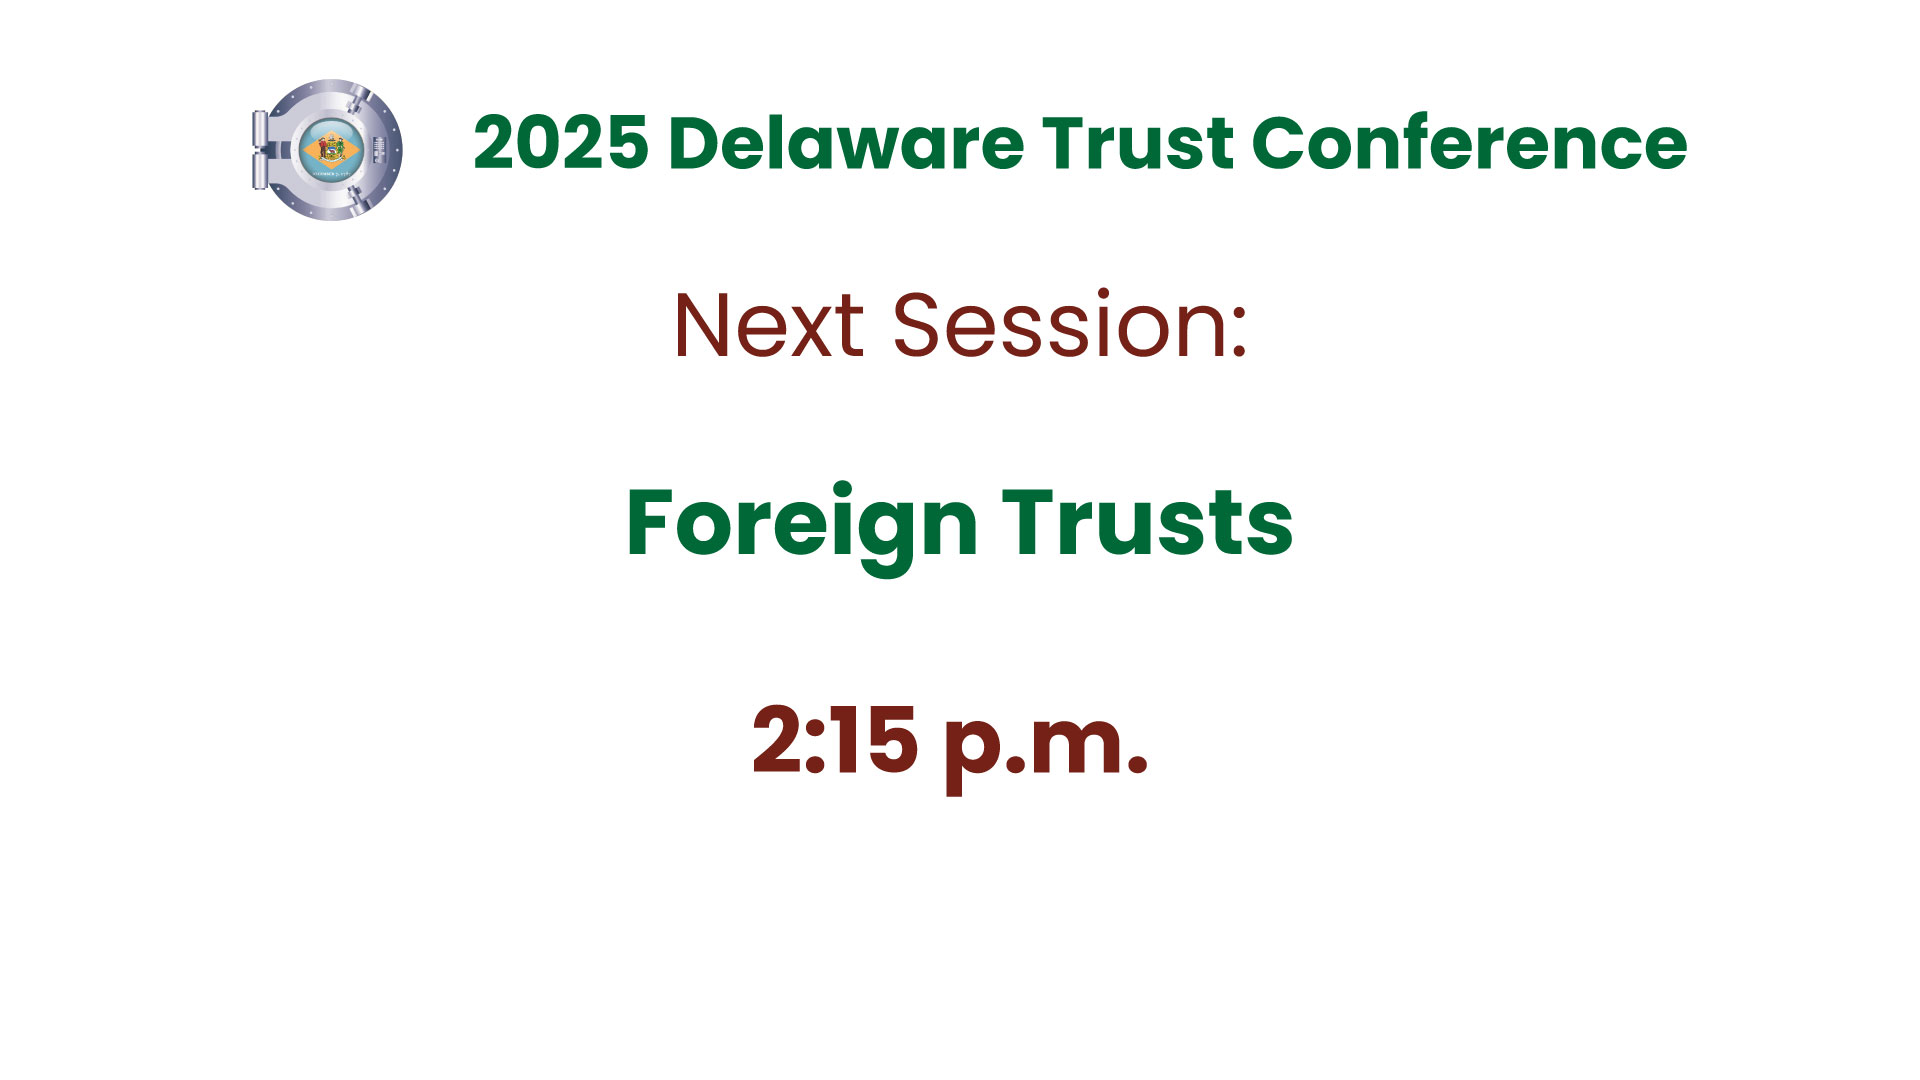 2025 Delaware Trust Conference
Next Session:
Foreign Trusts
2:15 p.m.